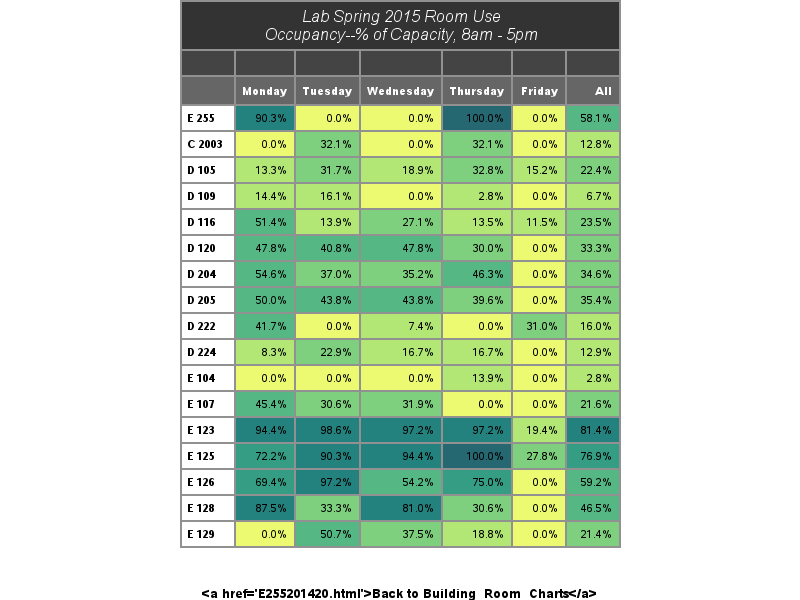 Lab Spring 2015 Room Use
Occupancy--% of Capacity, 8am - 5pm
Monday Tuesday Wednesday Thursday Friday All
E 255 90.3% 0.0% 0.0% 100.0% 0.0% 58.1%
C 2003 0.0% 32.1% 0.0% 32.1% 0.0% 12.8%
D 105 13.3% 31.7% 18.9% 32.8% 15.2% 22.4%
D 109 14.4% 16.1% 0.0% 2.8% 0.0% 6.7%
D 116 51.4% 13.9% 27.1% 13.5% 11.5% 23.5%
D 120 47.8% 40.8% 47.8% 30.0% 0.0% 33.3%
D 204 54.6% 37.0% 35.2% 46.3% 0.0% 34.6%
D 205 50.0% 43.8% 43.8% 39.6% 0.0% 35.4%
D 222 41.7% 0.0% 7.4% 0.0% 31.0% 16.0%
D 224 8.3% 22.9% 16.7% 16.7% 0.0% 12.9%
E 104 0.0% 0.0% 0.0% 13.9% 0.0% 2.8%
E 107 45.4% 30.6% 31.9% 0.0% 0.0% 21.6%
E 123 94.4% 98.6% 97.2% 97.2% 19.4% 81.4%
E 125 72.2% 90.3% 94.4% 100.0% 27.8% 76.9%
E 126 69.4% 97.2% 54.2% 75.0% 0.0% 59.2%
E 128 87.5% 33.3% 81.0% 30.6% 0.0% 46.5%
E 129 0.0% 50.7% 37.5% 18.8% 0.0% 21.4%
<a href='E255201420.html'>Back to Building_Room_Charts</a>